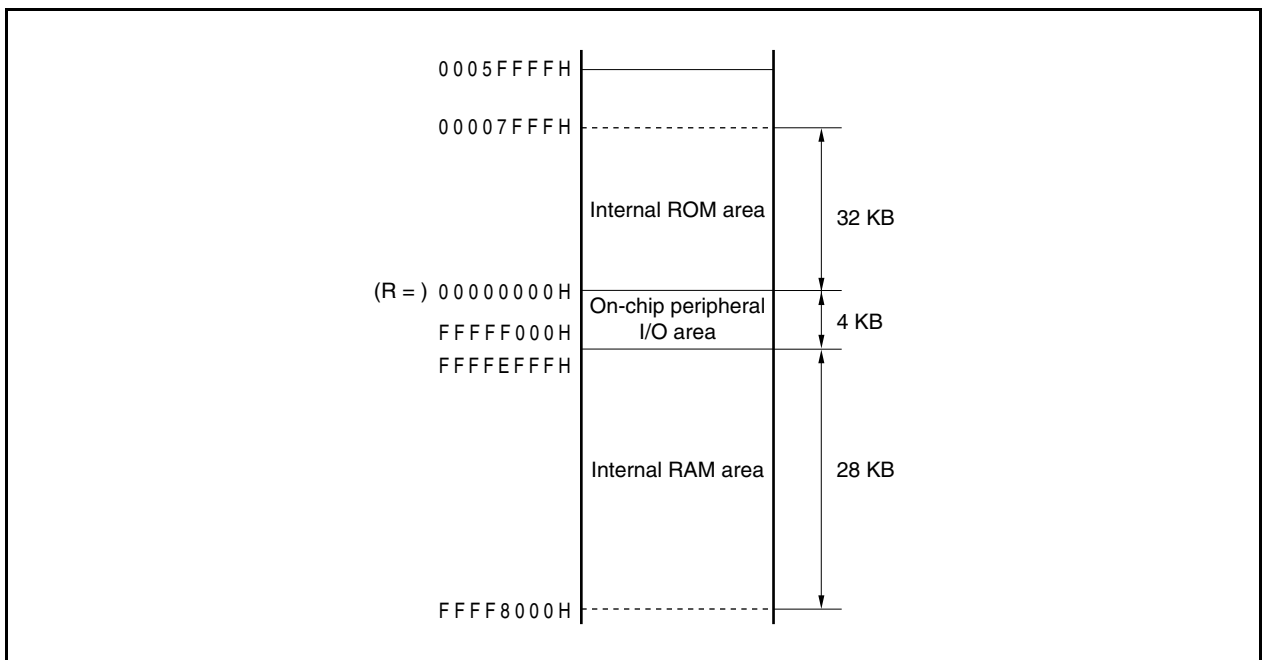 0005FFFFH
00007FFFH
Internal ROM area
32 KB
(R = ) 00000000H
On-chip peripheral
I/O area
4 KB
FFFFF000H
FFFFEFFFH
Internal RAM area
28 KB
FFFF8000H